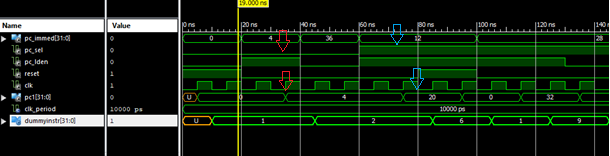 19.000 ns
Name Value
0 ns 20 ns 40 ns 60 ns 80 ns 100 ns 120 ns 140 ns
pc_immed[31:0] 0 0 4 36 12 28
pc_sel 0
pc_lden 0
reset 1
clk 1
pc1[31:0] 0 U 0 4 20 0 32
clk_period 10000 ps 10000 ps
dummyinstr[31:0] 1 U 1 2 6 1 9